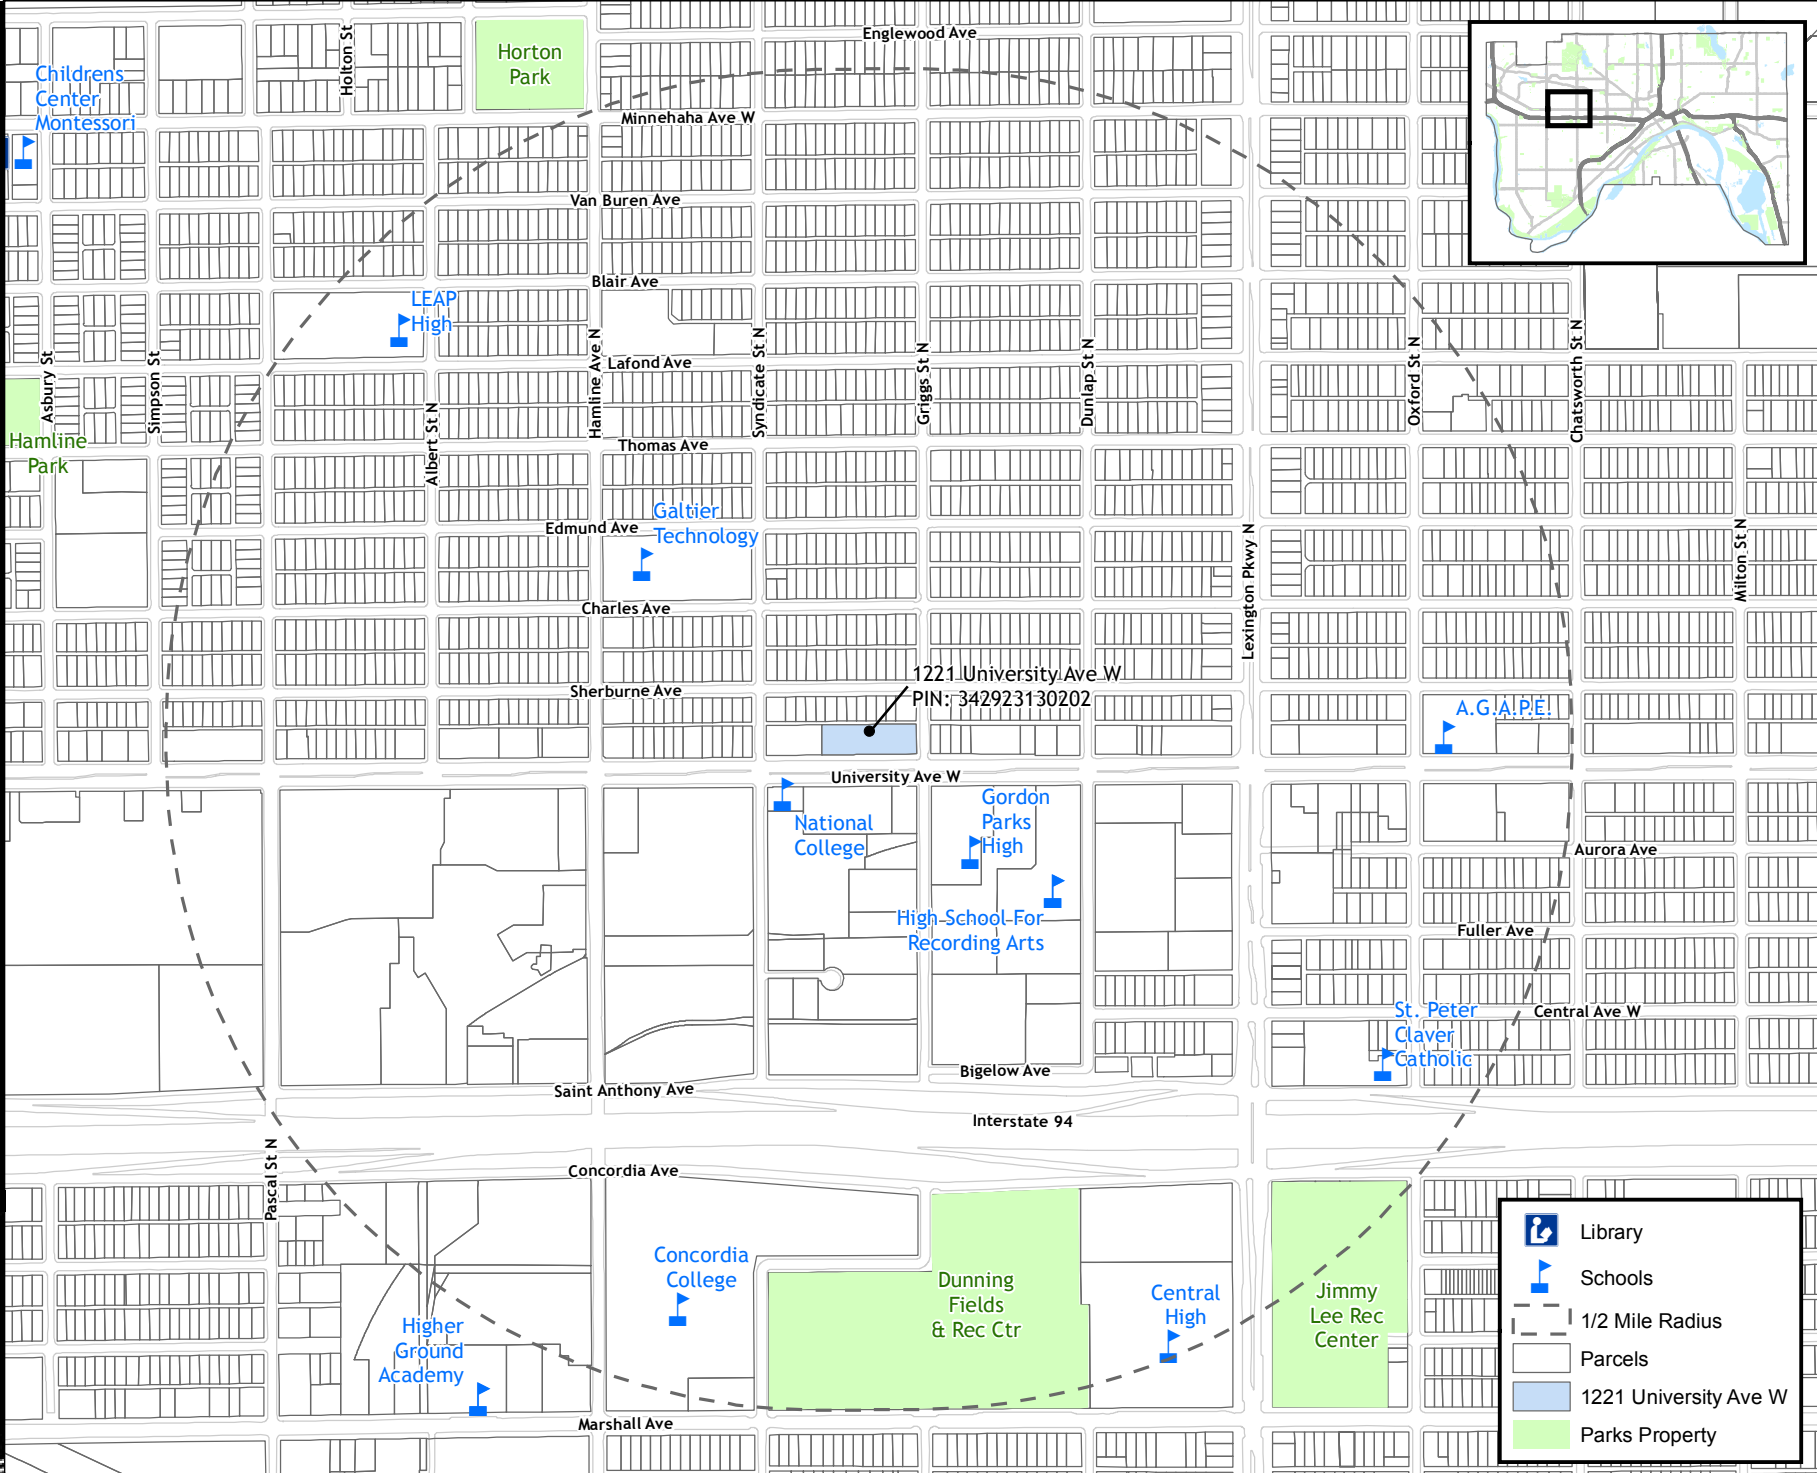 Englewood Ave
Holton St
Horton
Park
Childrens
Center
Montessori
Minnehaha Ave W
Van Buren Ave
Blair Ave
LEAP
High
Lafond Ave
Asbury St
Simpson St
Albert St N
Hamline Ave N
Syndicate St N
Griggs St N
Dunlap St N
Oxford St N
Chatsworth St N
Hamline
Park
Thomas Ave
Galtier
Technology
Edmund Ave
Lexington Pkwy N
Milton St N
Charles Ave
1221 University Ave W
PIN: 342923130202
Sherburne Ave
A.G.A.P.E.
University Ave W
National
College
Gordon
Parks
High
Aurora Ave
High School For
Recording Arts
Fuller Ave
St. Peter
Claver
Catholic
Central Ave W
Bigelow Ave
Saint Anthony Ave
Interstate 94
Pascal St N
Concordia Ave
Concordia
College
Dunning
Fields
& Rec Ctr
Central
High
Jimmy
Lee Rec
Center
Higher
Ground
Academy
Marshall Ave
Library
Schools
1/2 Mile Radius
Parcels
1221 University Ave W
Parks Property